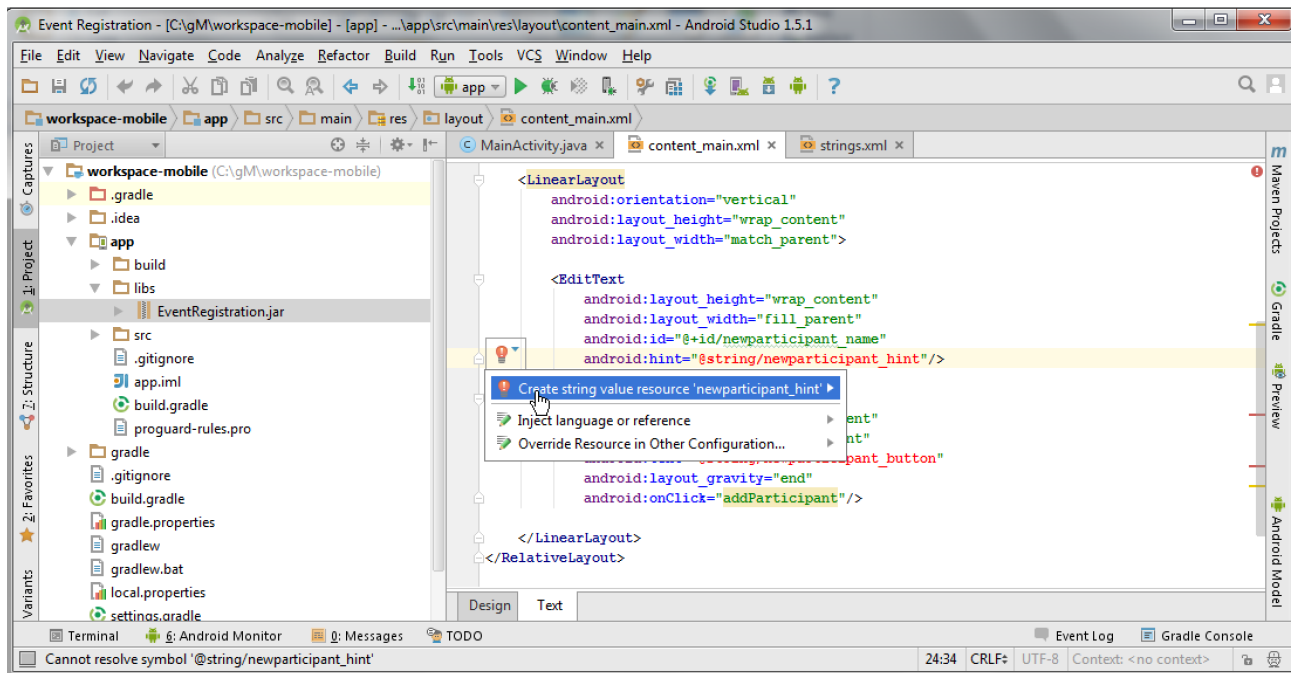 Event Registration - [C:\gM\workspace-mobile] - [app] - ...\app\src\main\res\layout\content_main.xml - Android Studio 1.5.1
File Edit View Navigate Code Analyze Refactor Build Run Tools VCS Window Help
app
workspace-mobile app src main res layout content_main.xml
Project
MainActivity.java content_main.xml strings.xml
Captures
1: Project
7: Structure
2: Favorites
Variants
workspace-mobile (C:\gM\workspace-mobile)
.gradle
.idea
app
build
libs
EventRegistration.jar
src
.gitignore
app.iml
build.gradle
proguard-rules.pro
gradle
.gitignore
build.gradle
gradle.properties
gradlew
gradlew.bat
local.properties
settings.gradle
<LinearLayout
android:orientation="vertical"
android:layout_height="wrap_content"
android:layout_width="match_parent">
<EditText
android:layout_height="wrap_content"
android:layout_width="fill_parent"
android:id="@+id/newparticipant_name"
android:hint="@string/newparticipant_hint"/>
Create string value resource 'newparticipant_hint'
Inject language or reference
Override Resource in Other Configuration...
ent"
nt"
pant_button"
android:layout_gravity="end"
android:onClick="addParticipant"/>
</LinearLayout>
</RelativeLayout>
Design Text
m Maven Projects
Gradle
Preview
Android Model
Terminal 6: Android Monitor 0: Messages TODO Event Log Gradle Console
Cannot resolve symbol '@string/newparticipant_hint' 24:34 CRLF UTF-8 Context: <no context>